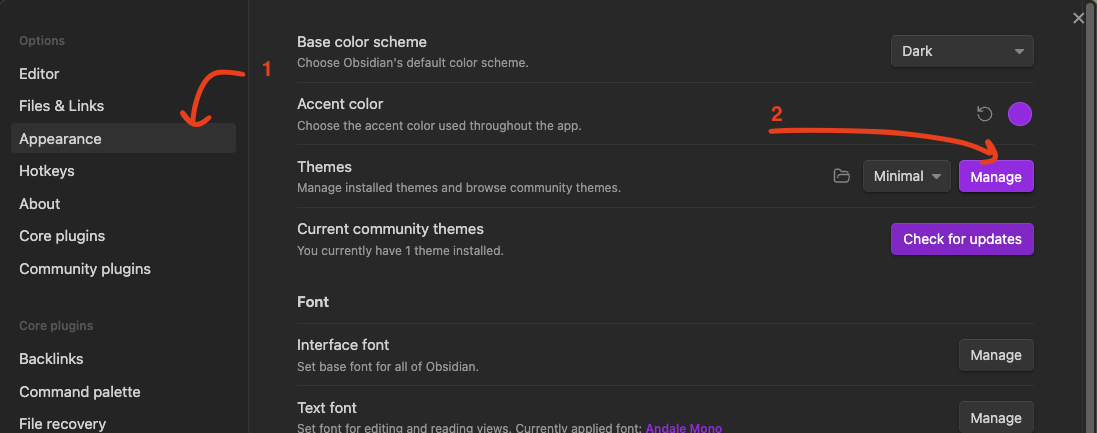 Options
Editor
Files & Links
Appearance
Hotkeys
About
Core plugins
Community plugins
Core plugins
Backlinks
Command palette
File recovery
1
Base color scheme
Choose Obsidian's default color scheme.
Dark
Accent color
Choose the accent color used throughout the app.
2
Themes
Manage installed themes and browse community themes.
Minimal
Manage
Current community themes
You currently have 1 theme installed.
Check for updates
Font
Interface font
Set base font for all of Obsidian.
Manage
Text font
Set font for editing and reading views. Currently applied font: Andale Mono
Manage